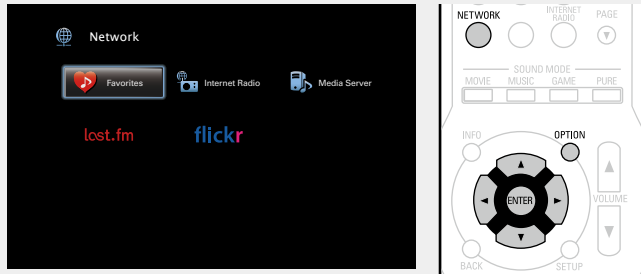 Network
Favorites
Internet Radio
Media Server
lost.fm
flickr
NETWORK
INTERNET
RADIO
PAGE
SOUND MODE
MOVIE MUSIC GAME PURE
INFO
OPTION
ENTER
VOLUME
BACK
SETUP